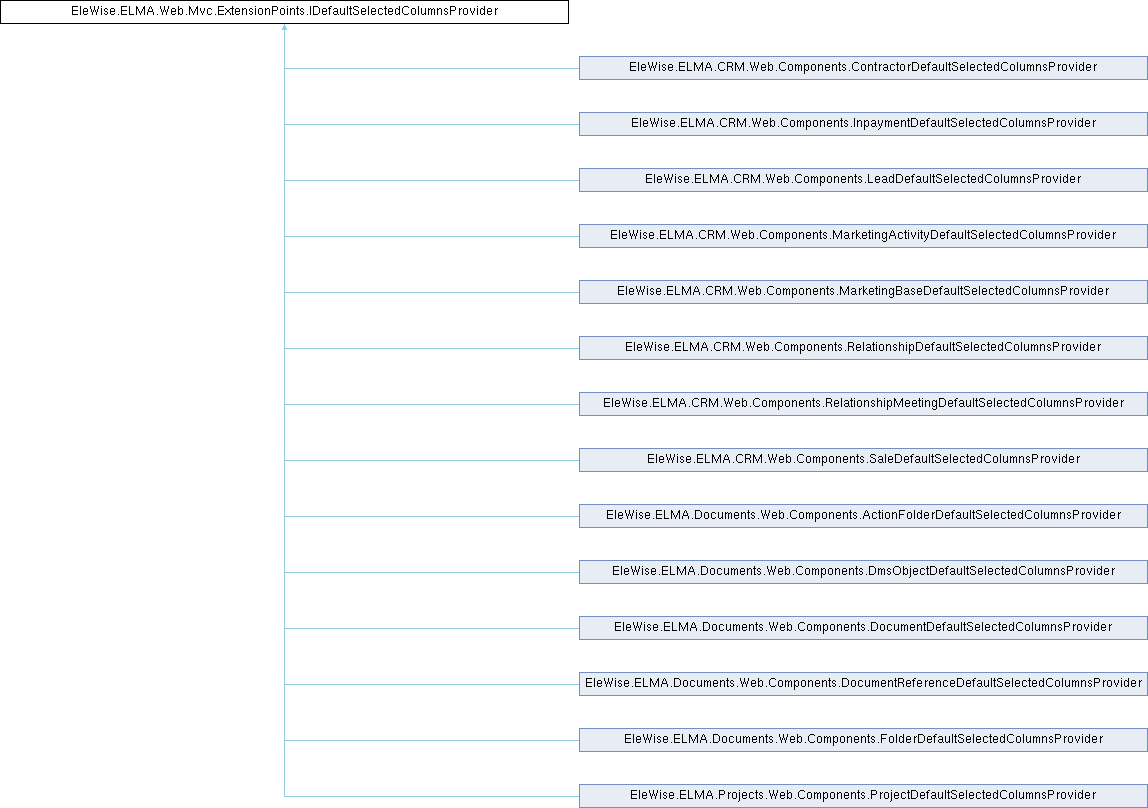 EleWise.ELMA.Web.Mvc.ExtensionPoints.IDefaultSelectedColumnsProvider
EleWise.ELMA.CRM.Web.Components.ContractorDefaultSelectedColumnsProvider
EleWise.ELMA.CRM.Web.Components.InpaymentDefaultSelectedColumnsProvider
EleWise.ELMA.CRM.Web.Components.LeadDefaultSelectedColumnsProvider
EleWise.ELMA.CRM.Web.Components.MarketingActivityDefaultSelectedColumnsProvider
EleWise.ELMA.CRM.Web.Components.MarketingBaseDefaultSelectedColumnsProvider
EleWise.ELMA.CRM.Web.Components.RelationshipDefaultSelectedColumnsProvider
EleWise.ELMA.CRM.Web.Components.RelationshipMeetingDefaultSelectedColumnsProvider
EleWise.ELMA.CRM.Web.Components.SaleDefaultSelectedColumnsProvider
EleWise.ELMA.Documents.Web.Components.ActionFolderDefaultSelectedColumnsProvider
EleWise.ELMA.Documents.Web.Components.DmsObjectDefaultSelectedColumnsProvider
EleWise.ELMA.Documents.Web.Components.DocumentDefaultSelectedColumnsProvider
EleWise.ELMA.Documents.Web.Components.DocumentReferenceDefaultSelectedColumnsProvider
EleWise.ELMA.Documents.Web.Components.FolderDefaultSelectedColumnsProvider
EleWise.ELMA.Projects.Web.Components.ProjectDefaultSelectedColumnsProvider